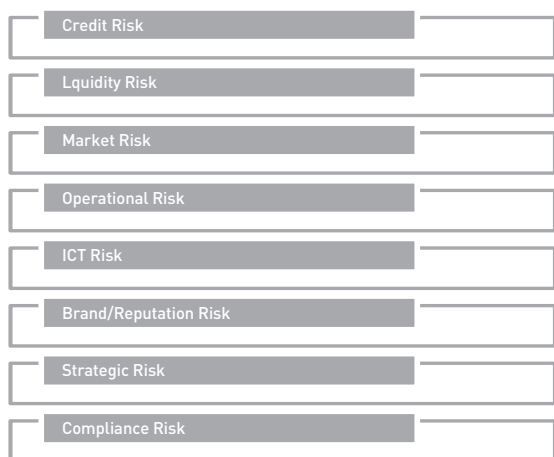 Credit Risk
Lquidity Risk
Market Risk
Operational Risk
ICT Risk
Brand/Reputation Risk
Strategic Risk
Compliance Risk